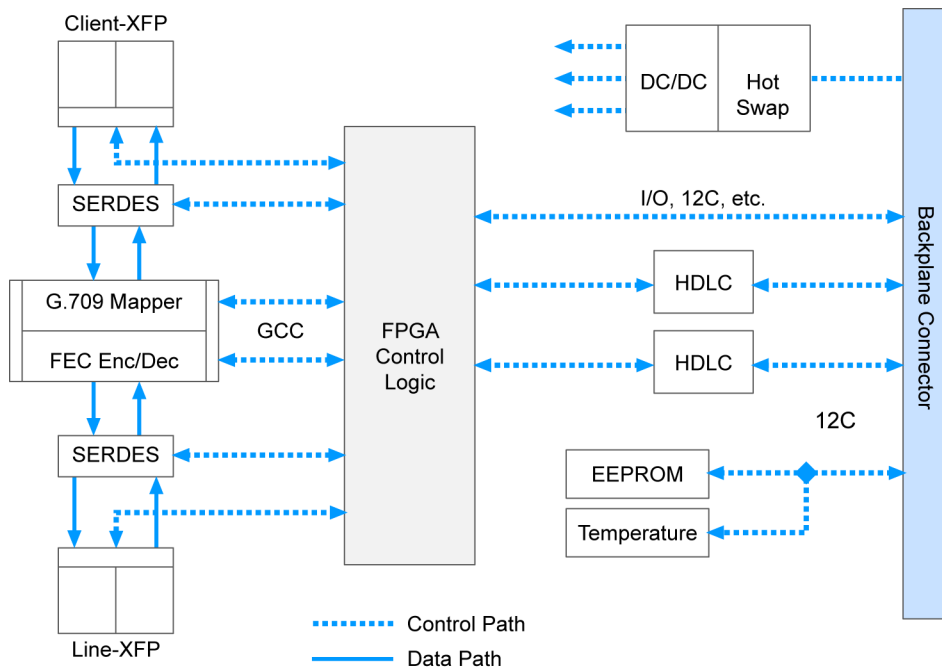 Client-XFP
DC/DC
Hot
Swap
SERDES
I/O, 12C, etc.
G.709 Mapper
FEC Enc/Dec
GCC
FPGA
Control
Logic
HDLC
HDLC
Backplane Connector
12C
SERDES
EEPROM
Temperature
Line-XFP
Control Path
Data Path